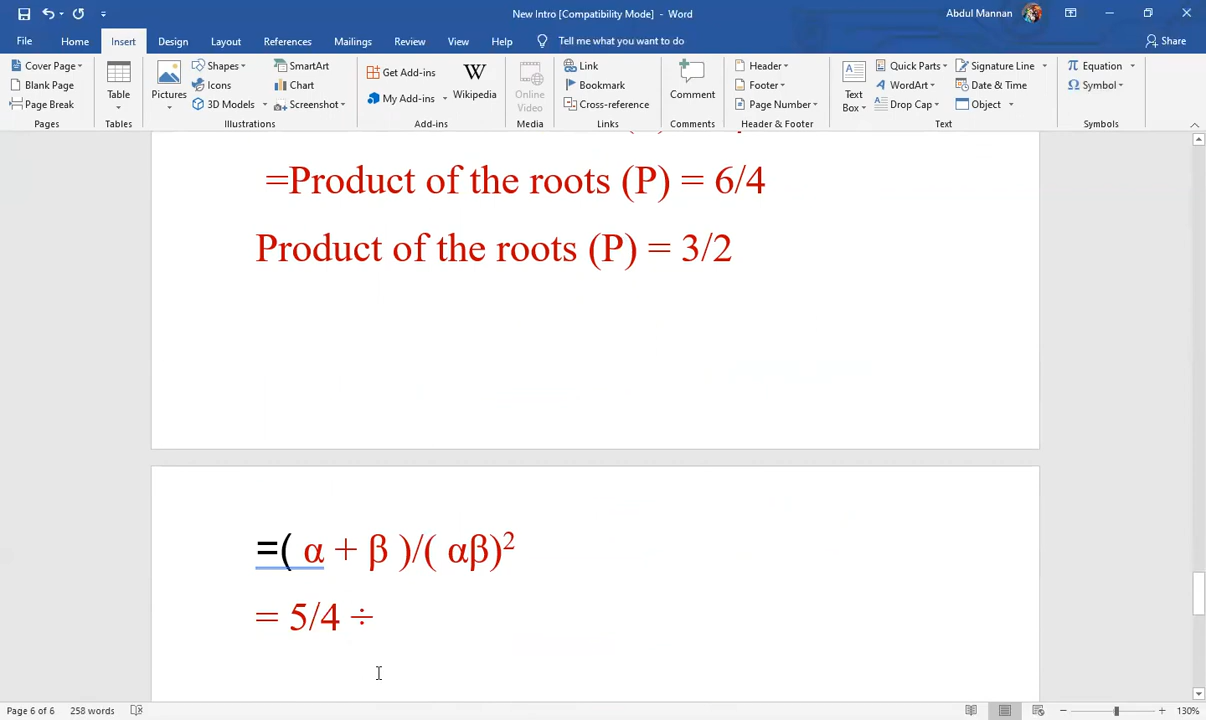 New Intro [Compatibility Mode] - Word
Abdul Mannan
File Home Insert Design Layout References Mailings Review View Help Tell me what you want to do Share
Cover Page
Blank Page
Page Break
Pages
Table
Tables
Pictures
Shapes
Icons
3D Models
SmartArt
Chart
Screenshot
Illustrations
Get Add-ins
My Add-ins
Wikipedia
Add-ins
Online Video
Media
Link
Bookmark
Cross-reference
Links
Comment
Comments
Header
Footer
Page Number
Header & Footer
Text Box
Quick Parts
WordArt
Drop Cap
Signature Line
Date & Time
Object
Text
Equation
Symbol
Symbols
=Product of the roots (P) = 6/4
Product of the roots (P) = 3/2
=( α + β )/( αβ)²
= 5/4 ÷
Page 6 of 6 258 words 130%